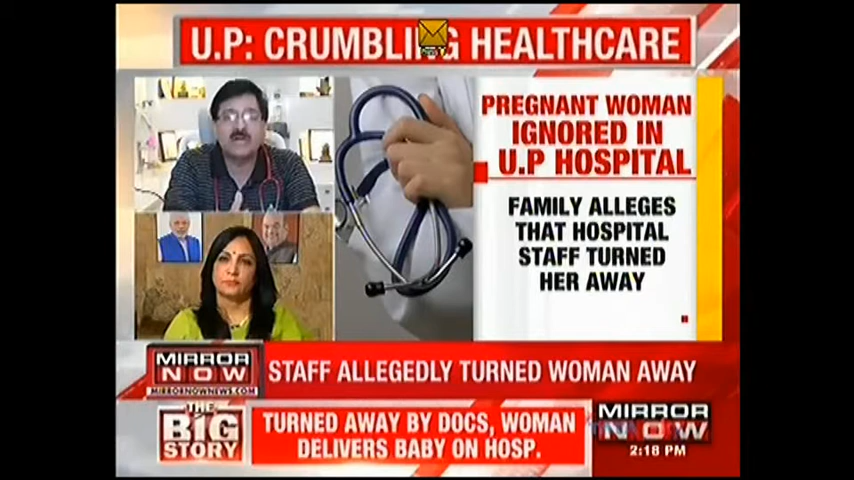 U.P: CRUMBLING HEALTHCARE
PREGNANT WOMAN
IGNORED IN
U.P HOSPITAL
FAMILY ALLEGES
THAT HOSPITAL
STAFF TURNED
HER AWAY
MIRROR
NOW
MIRRORNOWNEWS.COM
STAFF ALLEGEDLY TURNED WOMAN AWAY
THE
BIG
STORY
TURNED AWAY BY DOCS, WOMAN
DELIVERS BABY ON HOSP.
MIRROR
NOW
2:18 PM